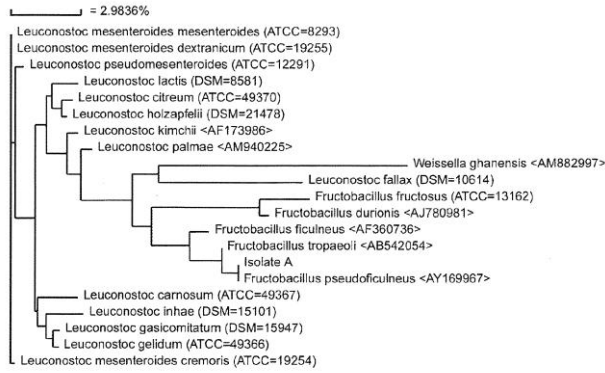 = 2.9836%
Leuconostoc mesenteroides mesenteroides (ATCC=8293)
Leuconostoc mesenteroides dextranicum (ATCC=19255)
Leuconostoc pseudomesenteroides (ATCC=12291)
Leuconostoc lactis (DSM=8581)
Leuconostoc citreum (ATCC=49370)
Leuconostoc holzapfelii (DSM=21478)
Leuconostoc kimchii <AF173986>
Leuconostoc palmae <AM940225>
Weissella ghanensis <AM882997>
Leuconostoc fallax (DSM=10614)
Fructobacillus fructosus (ATCC=13162)
Fructobacillus durionis <AJ780981>
Fructobacillus ficulneus <AF360736>
Fructobacillus tropaeoli <AB542054>
Isolate A
Fructobacillus pseudoficulneus <AY169967>
Leuconostoc carnosum (ATCC=49367)
Leuconostoc inhae (DSM=15101)
Leuconostoc gasicomitatum (DSM=15947)
Leuconostoc gelidum (ATCC=49366)
Leuconostoc mesenteroides cremoris (ATCC=19254)